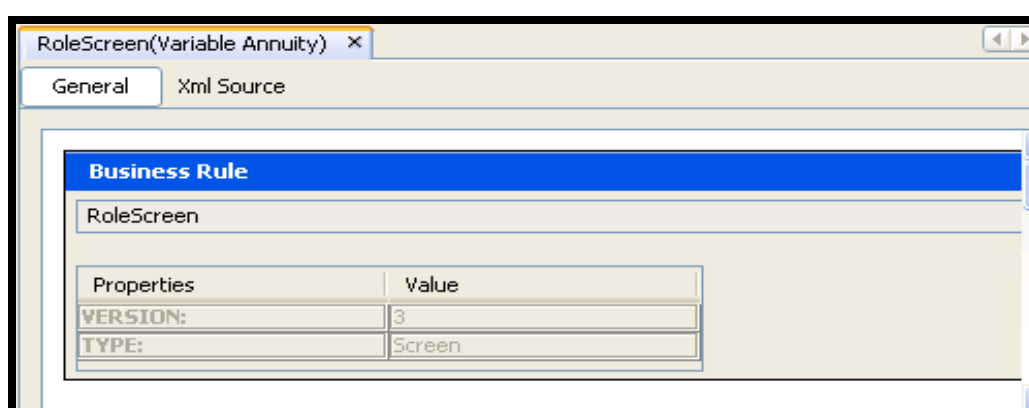 RoleScreen(Variable Annuity) ×
General Xml Source
Business Rule
RoleScreen
Properties Value
VERSION: 3
TYPE: Screen